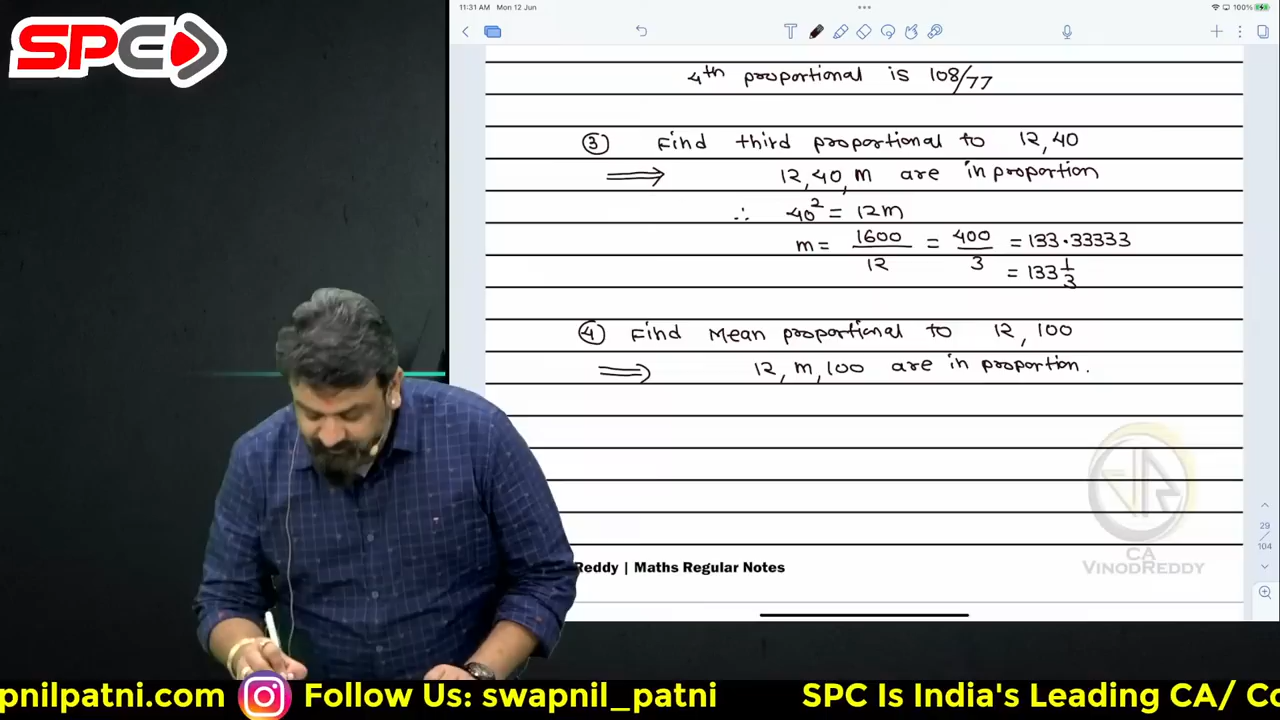 11:31 AM Mon 12 Jun
100%
SPC
4th proportional is 108/77
③ Find third proportional to 12, 40
⟹ 12, 40, m are in proportion
∴ 40² = 12m
m = 1600/12 = 400/3 = 133.33333
= 133 1/3
④ Find Mean proportional to 12, 100
⟹ 12, m, 100 are in proportion.
29
/
104
CA
VINODREDDY
Reddy | Maths Regular Notes
pnilpatni.com Follow Us: swapnil_patni SPC Is India's Leading CA/ Co